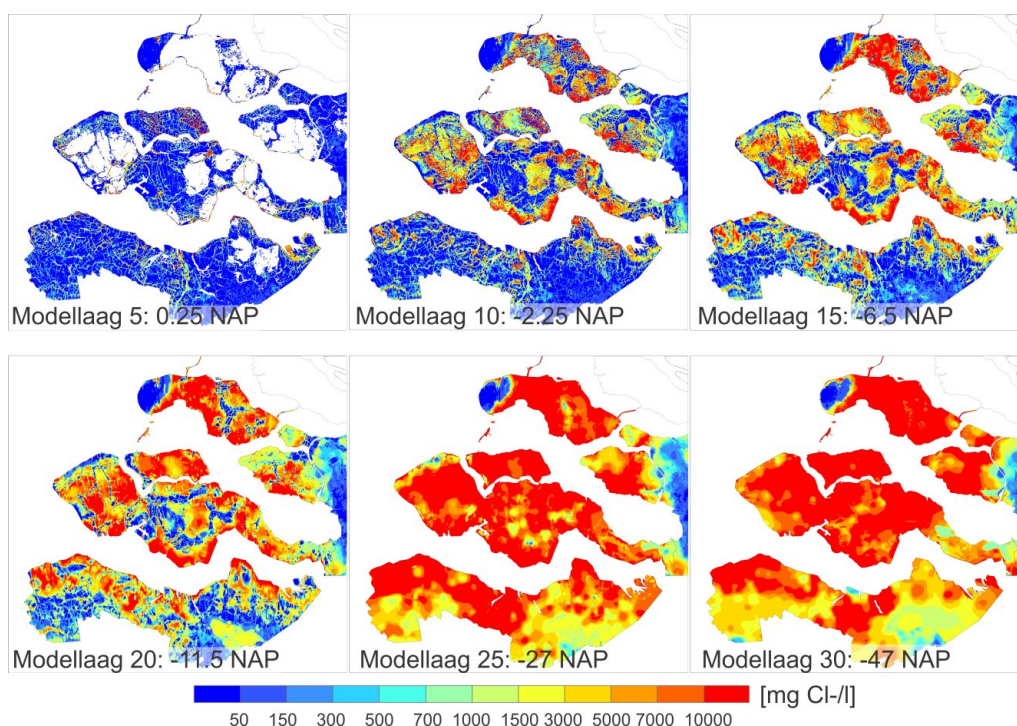 Modellaag 5: 0.25 NAP
Modellaag 10: -2.25 NAP
Modellaag 15: -6.5 NAP
Modellaag 20: -11.5 NAP
Modellaag 25: -27 NAP
Modellaag 30: -47 NAP
[mg Cl-/l]
50 150 300 500 700 1000 1500 3000 5000 7000 10000